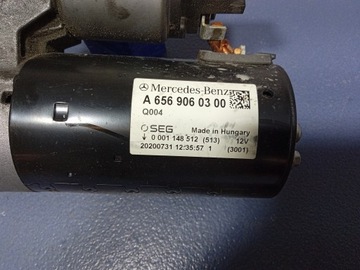 Mercedes-Benz
A 656 906 03 00
Q004
SEG Made in Hungary
0 001 148 512 (513) 12V
20200731 12:35:57 1 (3001)